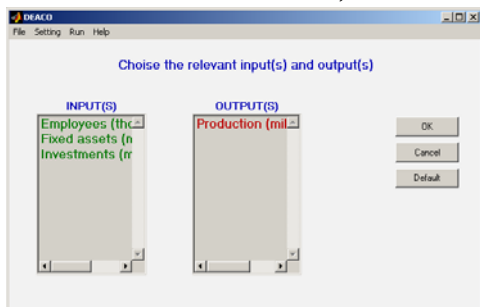 DEACO
File Setting Run Help
Choise the relevant input(s) and output(s)
INPUT(S)
Employees (tho
Fixed assets (n
Investments (m
OUTPUT(S)
Production (mil
OK
Cancel
Default